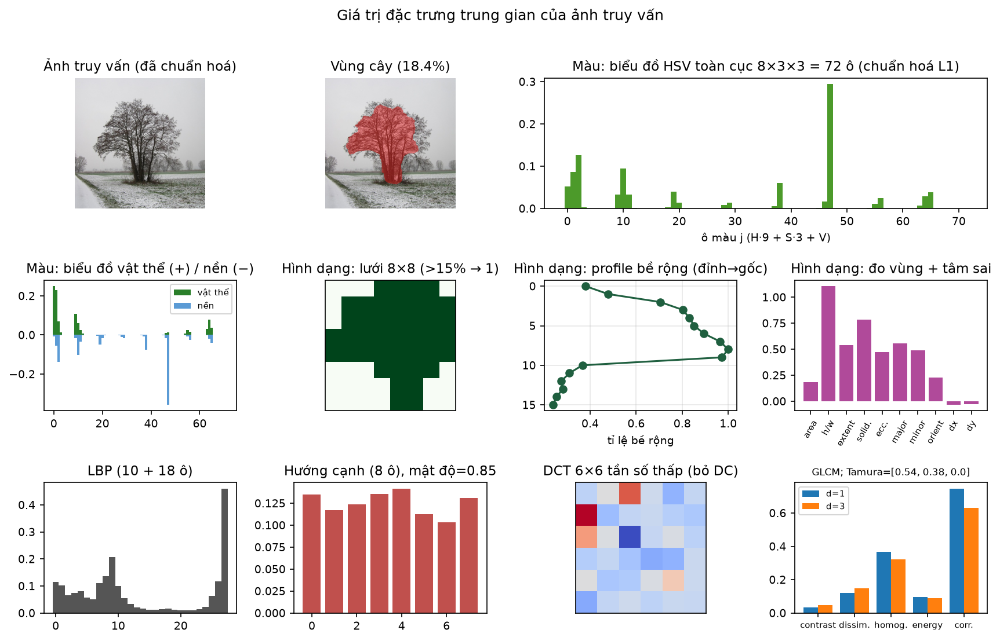 Giá trị đặc trưng trung gian của ảnh truy vấn
Ảnh truy vấn (đã chuẩn hoá)
Vùng cây (18.4%)
Màu: biểu đồ HSV toàn cục 8×3×3 = 72 ô (chuẩn hoá L1)
0.3
0.2
0.1
0.0
0 10 20 30 40 50 60 70
ô màu j (H·9 + S·3 + V)
Màu: biểu đồ vật thể (+) / nền (−)
0.2
0.0
−0.2
vật thể
nền
0 20 40 60
Hình dạng: lưới 8×8 (>15% → 1)
Hình dạng: profile bề rộng (đỉnh→gốc)
0
5
10
15
0.4 0.6 0.8 1.0
tỉ lệ bề rộng
Hình dạng: đo vùng + tâm sai
1.00
0.75
0.50
0.25
0.00
area h/w extent solid. ecc. major minor orient dx dy
LBP (10 + 18 ô)
0.4
0.3
0.2
0.1
0.0
0 10 20
Hướng cạnh (8 ô), mật độ=0.85
0.125
0.100
0.075
0.050
0.025
0.000
0 2 4 6
DCT 6×6 tần số thấp (bỏ DC)
GLCM; Tamura=[0.54, 0.38, 0.0]
d=1
d=3
0.6
0.4
0.2
0.0
contrast dissim. homog. energy corr.